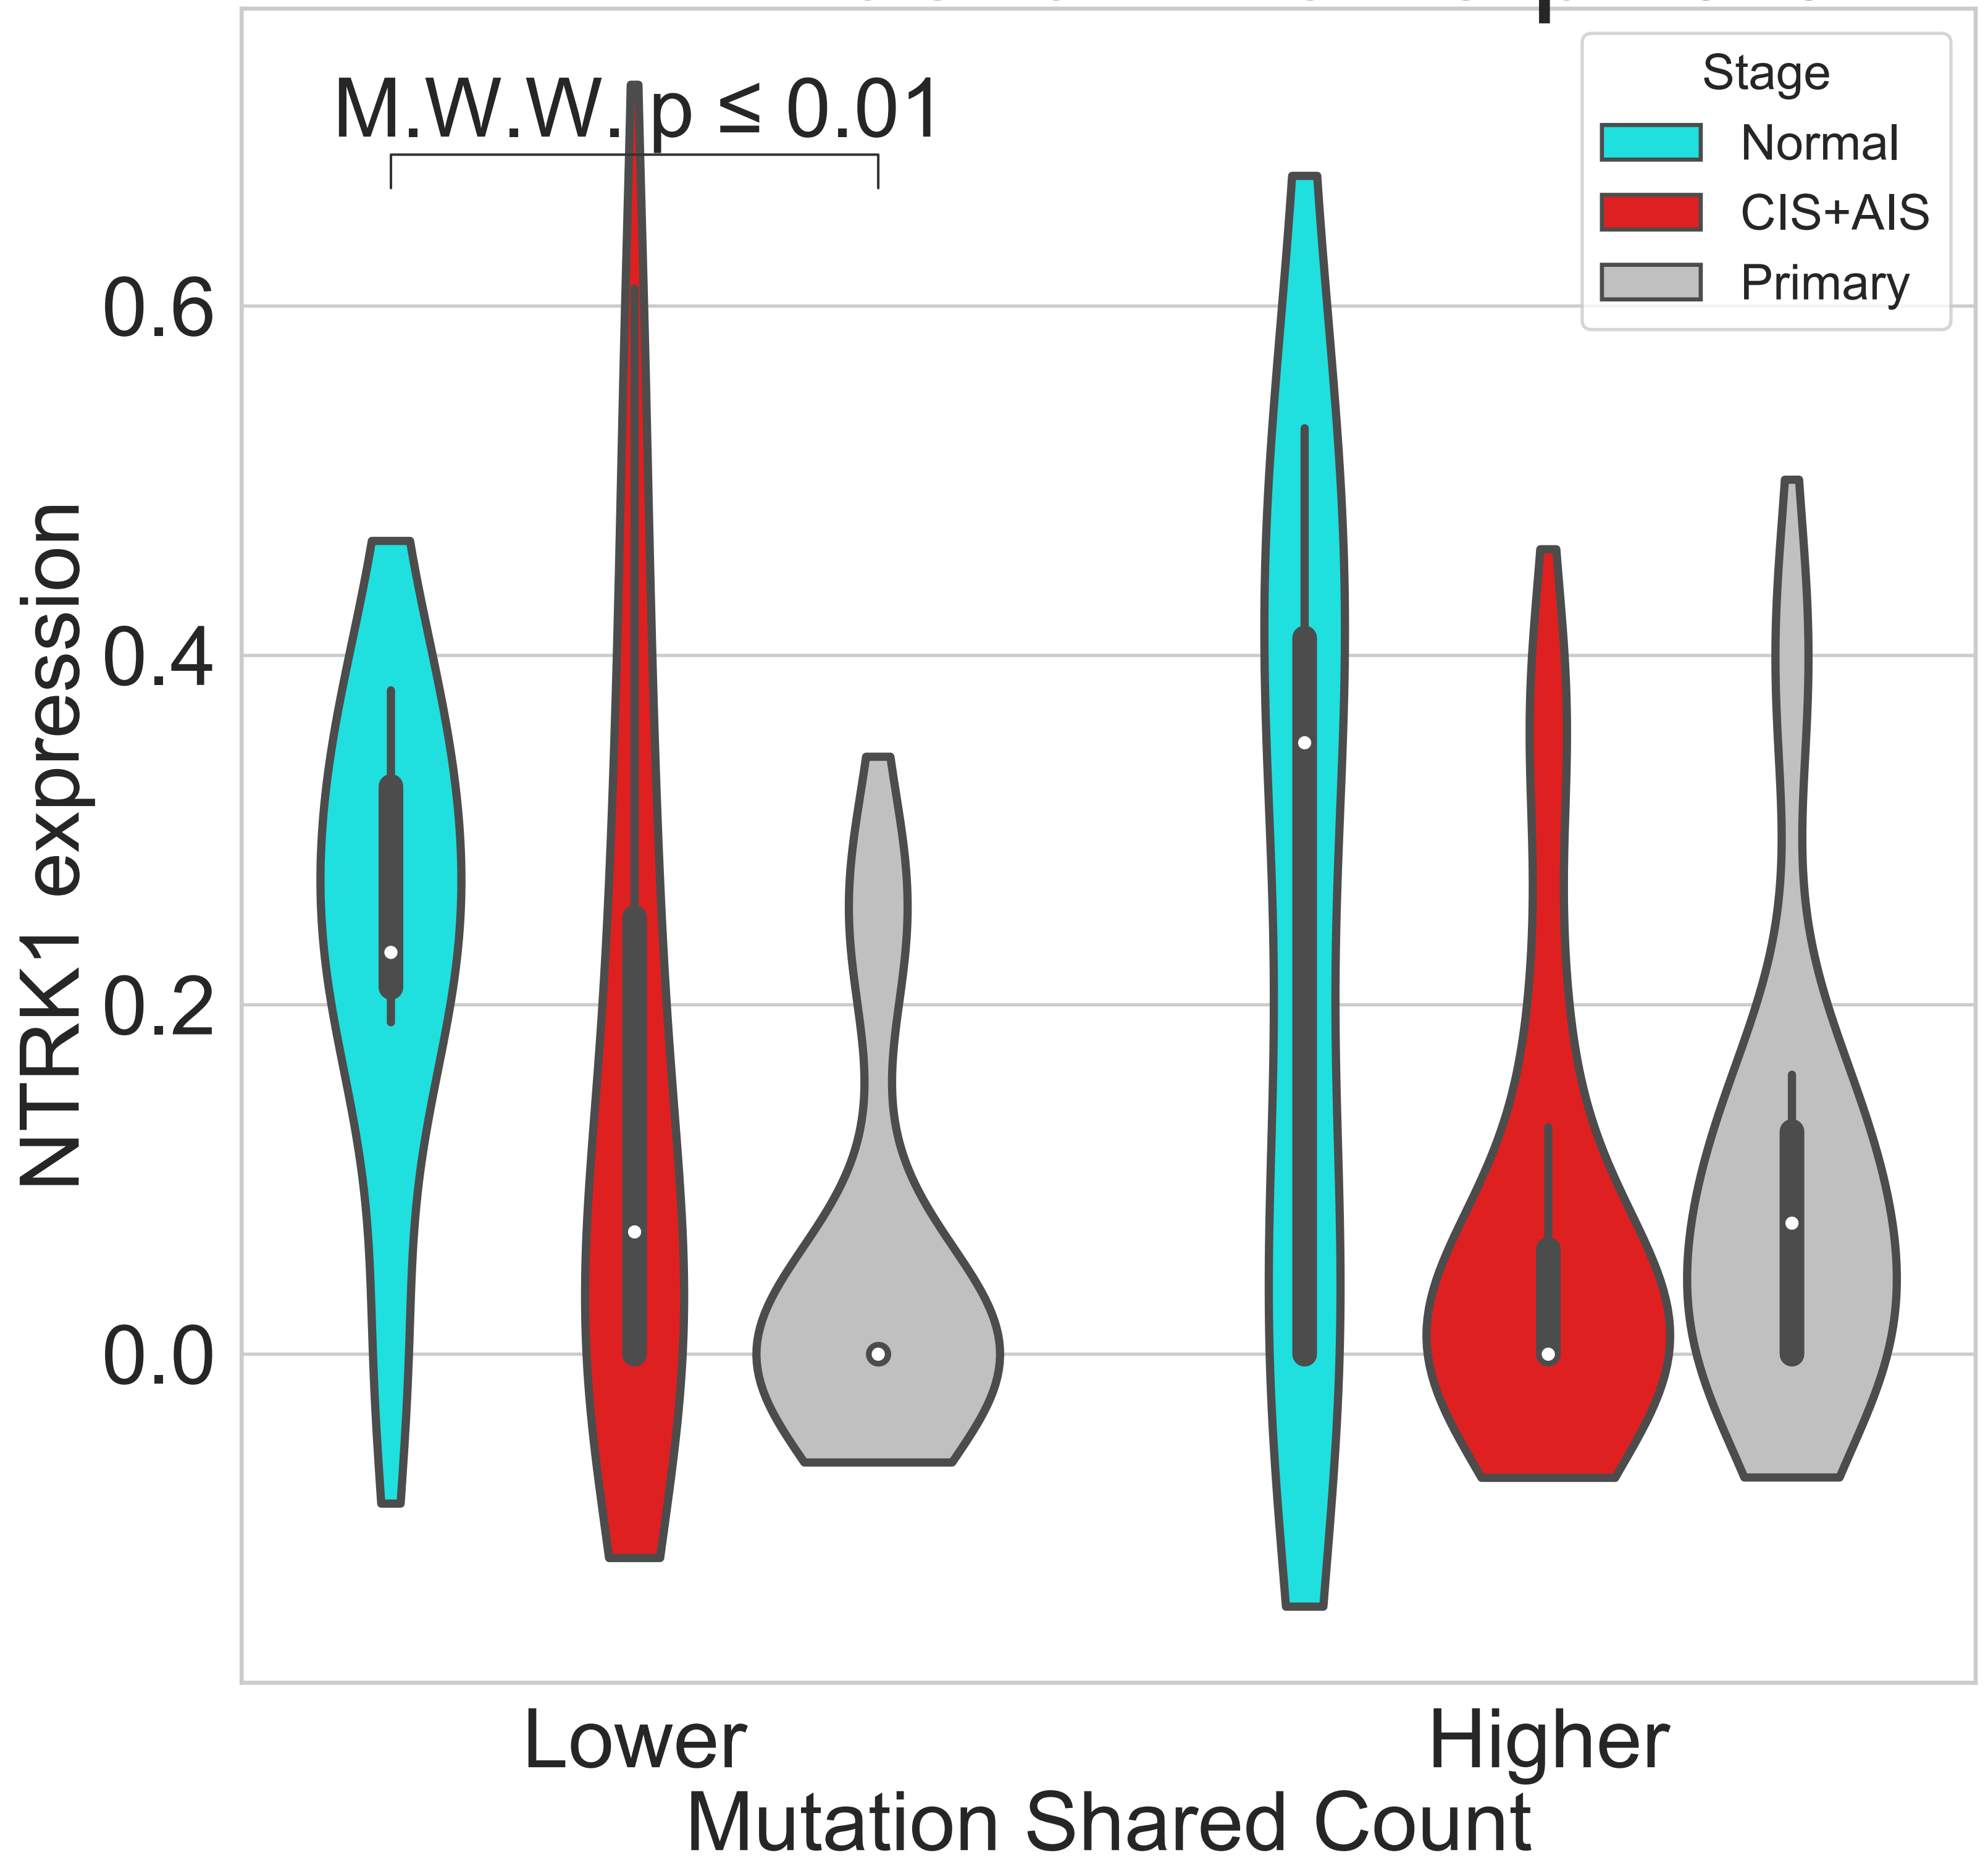 M.W.W. p ≤ 0.01
Stage
Normal
CIS+AIS
Primary
0.6
0.4
0.2
0.0
NTRK1 expression
Lower
Higher
Mutation Shared Count